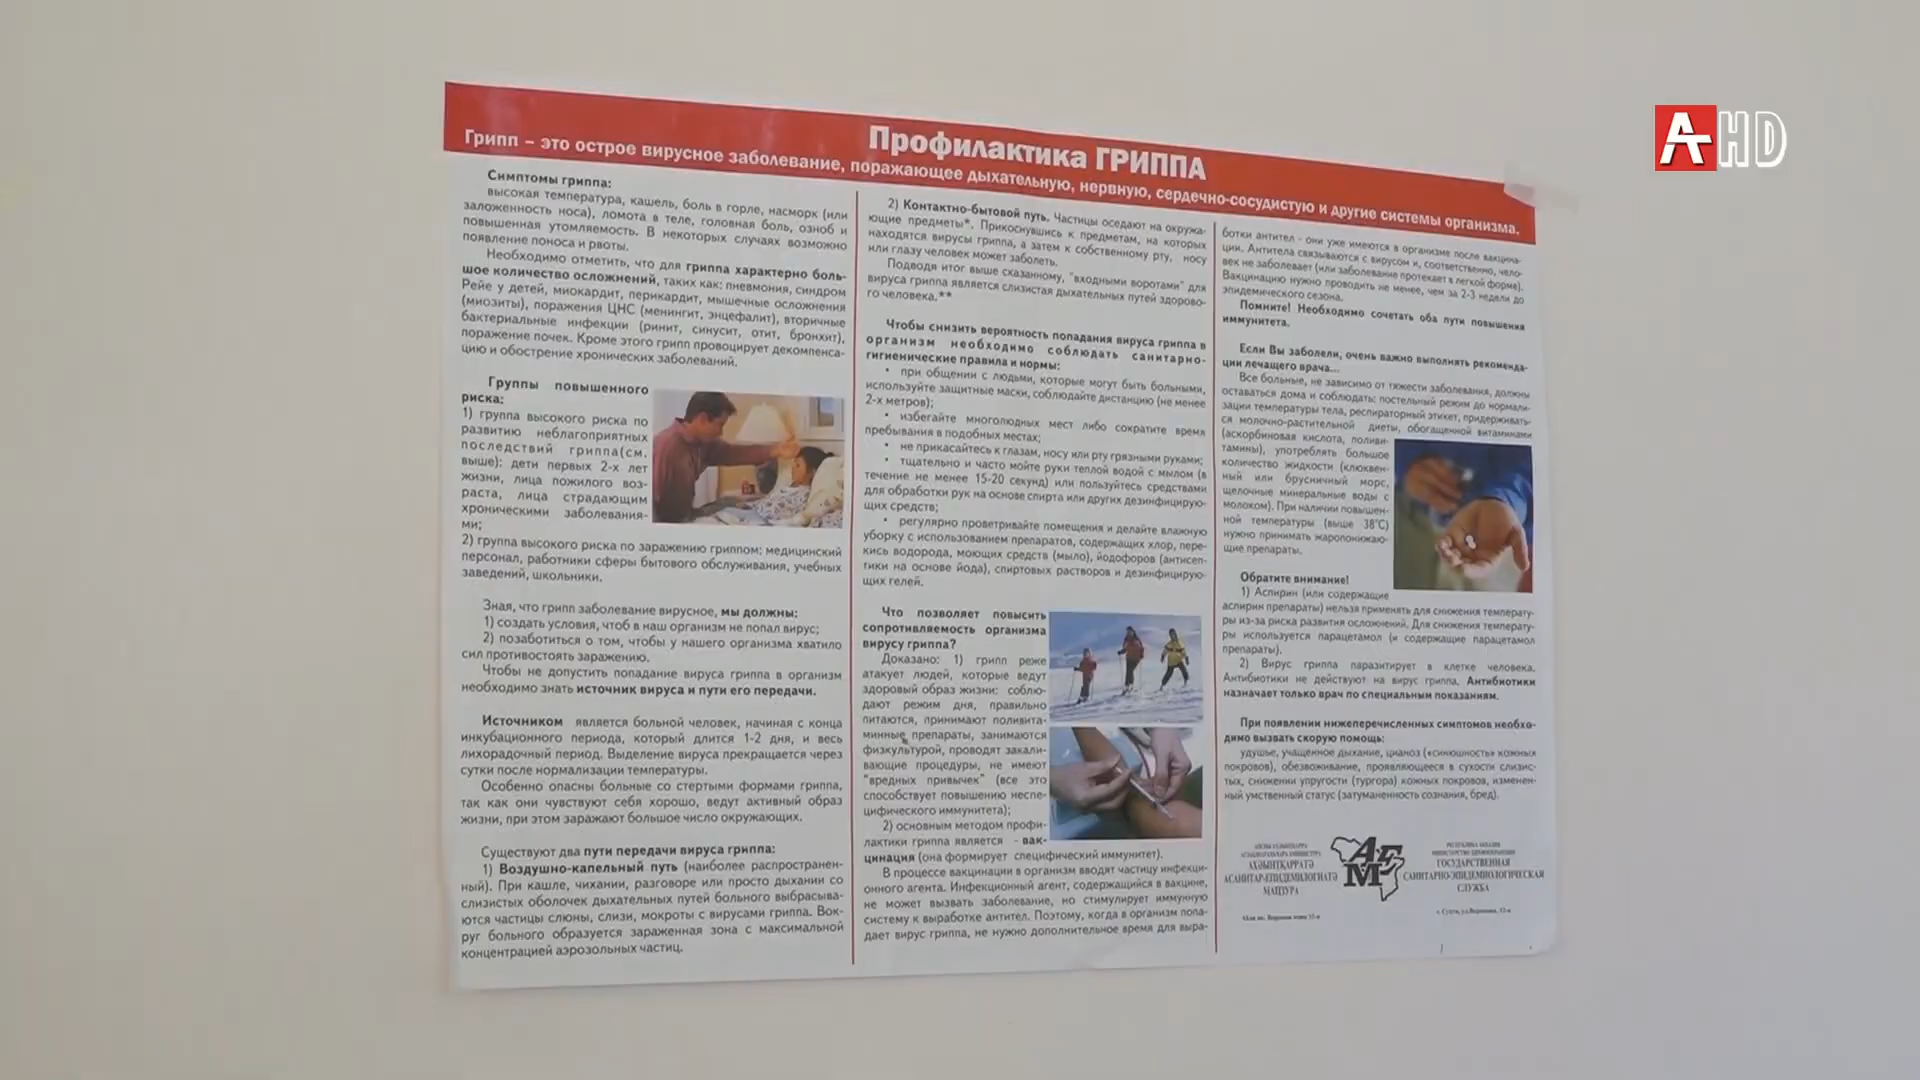 Профилактика ГРИППА
Грипп – это острое вирусное заболевание, поражающее дыхательную, нервную, сердечно-сосудистую и другие системы организма.
Симптомы гриппа:
высокая температура, кашель, боль в горле, насморк (или
заложенность носа), ломота в теле, головная боль, озноб и
повышенная утомляемость. В некоторых случаях возможно
появление поноса и рвоты.
Необходимо отметить, что для гриппа характерно боль-
шое количество осложнений, таких как: пневмония, синдром
Рейе у детей, миокардит, перикардит, мышечные осложнения
(миозиты), поражения ЦНС (менингит, энцефалит), вторичные
бактериальные инфекции (ринит, синусит, отит, бронхит),
поражение почек. Кроме этого грипп провоцирует декомпенса-
цию и обострение хронических заболеваний.
Группы повышенного
риска:
1) группа высокого риска по
развитию неблагоприятных
последствий гриппа(см.
выше): дети первых 2-х лет
жизни, лица пожилого воз-
раста, лица страдающим
хроническими заболевания-
ми;
2) группа высокого риска по заражению гриппом: медицинский
персонал, работники сферы бытового обслуживания, учебных
заведений, школьники.
Зная, что грипп заболевание вирусное, мы должны:
1) создать условия, чтоб в наш организм не попал вирус;
2) позаботиться о том, чтобы у нашего организма хватило
сил противостоять заражению.
Чтобы не допустить попадание вируса гриппа в организм
необходимо знать источник вируса и пути его передачи.
Источником является больной человек, начиная с конца
инкубационного периода, который длится 1-2 дня, и весь
лихорадочный период. Выделение вируса прекращается через
сутки после нормализации температуры.
Особенно опасны больные со стертыми формами гриппа,
так как они чувствуют себя хорошо, ведут активный образ
жизни, при этом заражают большое число окружающих.
Существуют два пути передачи вируса гриппа:
1) Воздушно-капельный путь (наиболее распространен-
ный). При кашле, чихании, разговоре или просто дыхании со
слизистых оболочек дыхательных путей больного выбрасыва-
ются частицы слюны, слизи, мокроты с вирусами гриппа. Вок-
руг больного образуется зараженная зона с максимальной
концентрацией аэрозольных частиц.
2) Контактно-бытовой путь. Частицы оседают на окружа-
ющие предметы*. Прикоснувшись к предметам, на которых
находятся вирусы гриппа, а затем к собственному рту, носу
или глазу человек может заболеть.
Подводя итог выше сказанному, "входными воротами" для
вируса гриппа является слизистая дыхательных путей здорово-
го человека.**
Чтобы снизить вероятность попадания вируса гриппа в
организм необходимо соблюдать санитарно-
гигиенические правила и нормы:
• при общении с людьми, которые могут быть больными,
используйте защитные маски, соблюдайте дистанцию (не менее
2-х метров);
• избегайте многолюдных мест либо сократите время
пребывания в подобных местах;
• не прикасайтесь к глазам, носу или рту грязными руками;
• тщательно и часто мойте руки теплой водой с мылом (в
течение не менее 15-20 секунд) или пользуйтесь средствами
для обработки рук на основе спирта или других дезинфицирую-
щих средств;
• регулярно проветривайте помещения и делайте влажную
уборку с использованием препаратов, содержащих хлор, пере-
кись водорода, моющих средств (мыло), йодофоров (антисеп-
тики на основе йода), спиртовых растворов и дезинфицирую-
щих гелей.
Что позволяет повысить
сопротивляемость организма
вирусу гриппа?
Доказано: 1) грипп реже
атакует людей, которые ведут
здоровый образ жизни: соблю-
дают режим дня, правильно
питаются, принимают поливита-
минные препараты, занимаются
физкультурой, проводят закали-
вающие процедуры, не имеют
"вредных привычек" (все это
способствует повышению неспе-
цифического иммунитета);
2) основным методом профи-
лактики гриппа является - вак-
цинация (она формирует специфический иммунитет).
В процессе вакцинации в организм вводят частицу инфекци-
онного агента. Инфекционный агент, содержащийся в вакцине,
не может вызвать заболевание, но стимулирует иммунную
систему к выработке антител. Поэтому, когда в организм попа-
дает вирус гриппа, не нужно дополнительное время для выра-
ботки антител - они уже имеются в организме после вакцина-
ции. Антитела связываются с вирусом и, соответственно, чело-
век не заболевает (или заболевание протекает в легкой форме).
Вакцинацию нужно проводить не менее, чем за 2-3 недели до
эпидемического сезона.
Помните! Необходимо сочетать оба пути повышения
иммунитета.
Если Вы заболели, очень важно выполнять рекоменда-
ции лечащего врача...
Все больные, не зависимо от тяжести заболевания, должны
оставаться дома и соблюдать: постельный режим до нормали-
зации температуры тела, респираторный этикет, придерживать-
ся молочно-растительной диеты, обогащенной витаминами
(аскорбиновая кислота, поливи-
тамины), употреблять большое
количество жидкости (клюквен-
ный или брусничный морс,
щелочные минеральные воды с
молоком). При наличии повышен-
ной температуры (выше 38°С)
нужно принимать жаропонижаю-
щие препараты.
Обратите внимание!
1) Аспирин (или содержащие
аспирин препараты) нельзя применять для снижения температу-
ры из-за риска развития осложнений. Для снижения температу-
ры используется парацетамол (и содержащие парацетамол
препараты).
2) Вирус гриппа паразитирует в клетке человека.
Антибиотики не действуют на вирус гриппа. Антибиотики
назначает только врач по специальным показаниям.
При появлении нижеперечисленных симптомов необхо-
димо вызвать скорую помощь:
удушье, учащенное дыхание, цианоз («синюшность» кожных
покровов), обезвоживание, проявляющееся в сухости слизис-
тых, снижении упругости (тургора) кожных покровов, изменен-
ный умственный статус (затуманенность сознания, бред).
РЕСПУБЛИКА АБХАЗИЯ
МИНИСТЕРСТВО ЗДРАВООХРАНЕНИЯ
ГОСУДАРСТВЕННАЯ
САНИТАРНО-ЭПИДЕМИОЛОГИЧЕСКАЯ
СЛУЖБА
A HD